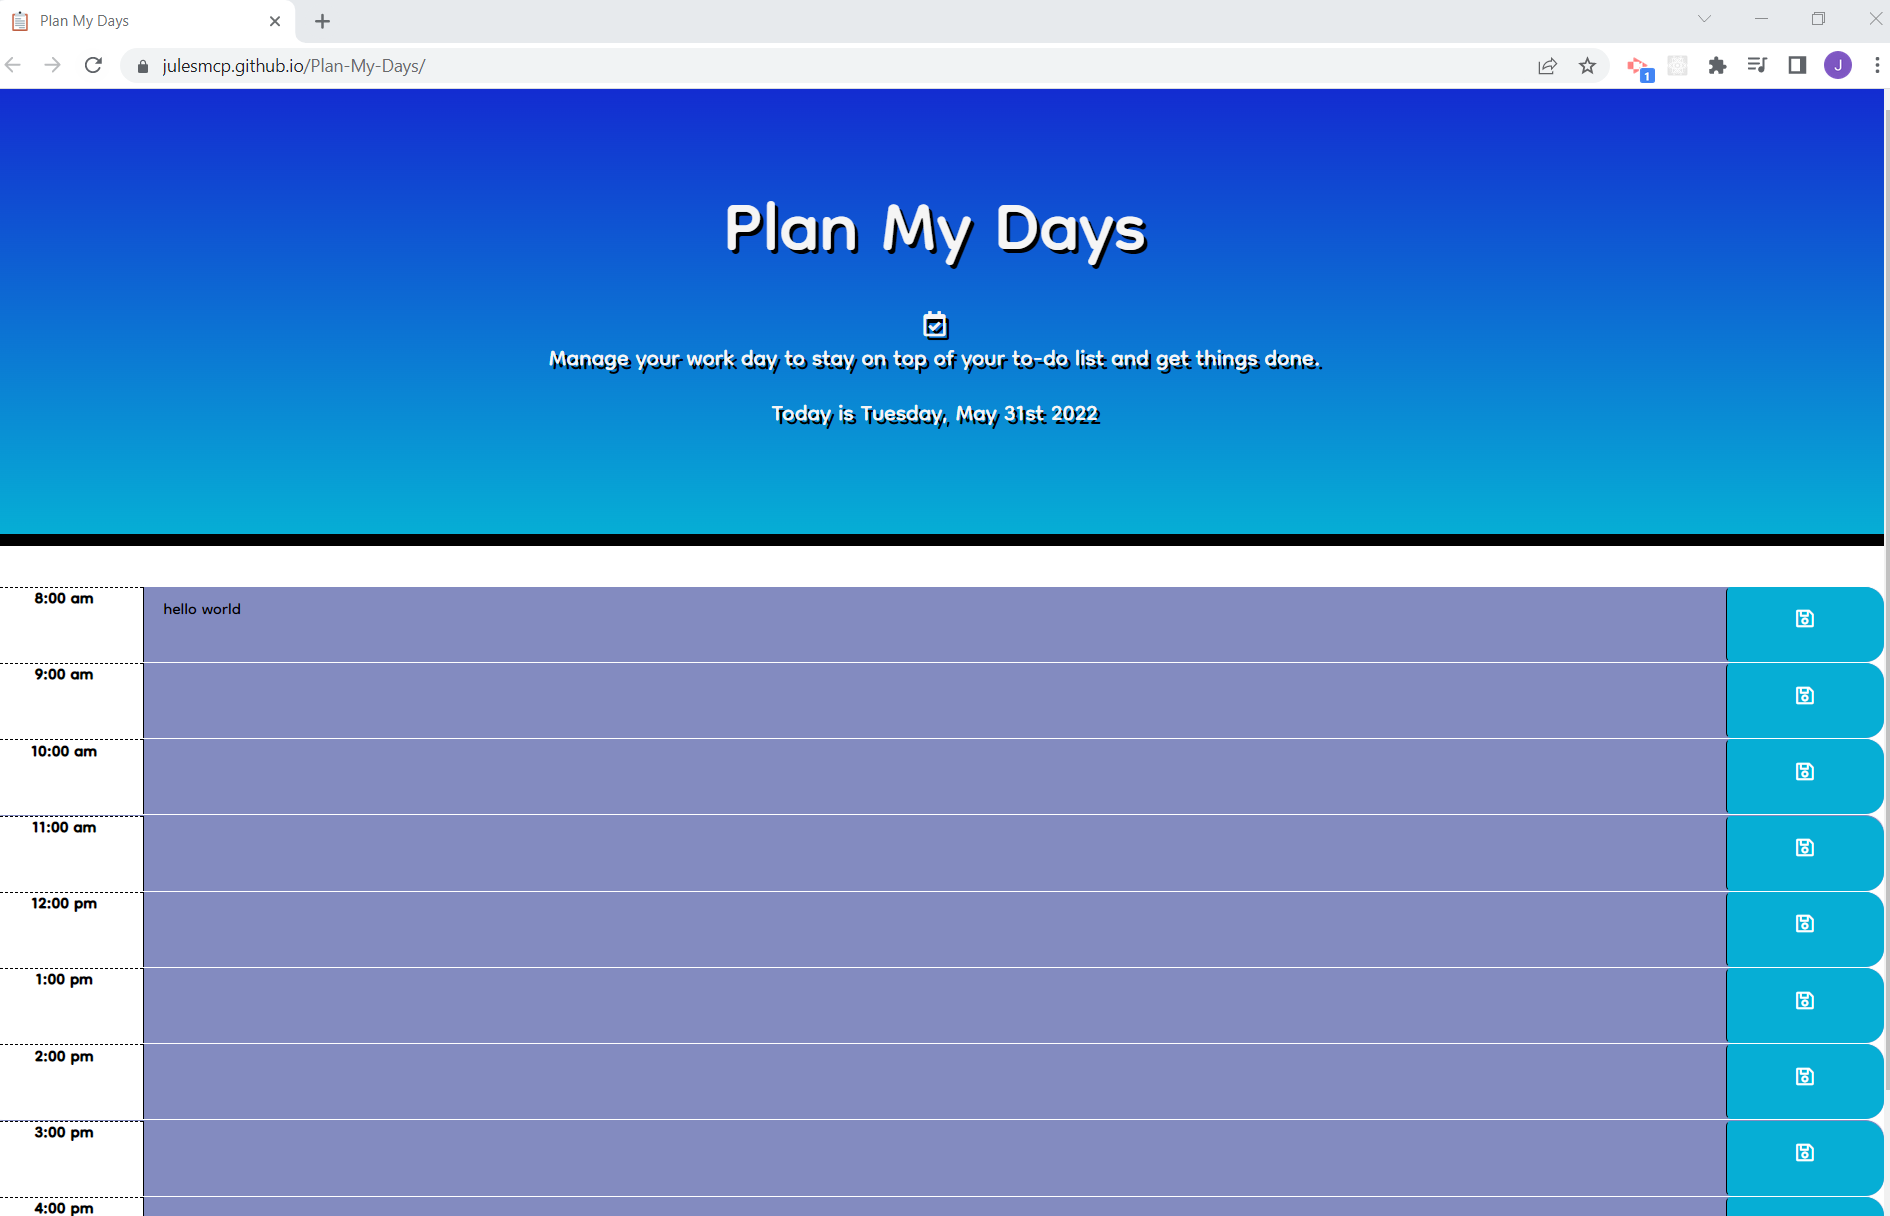 Plan My Days
julesmcp.github.io/Plan-My-Days/
1
J
Plan My Days
Manage your work day to stay on top of your to-do list and get things done.
Today is Tuesday, May 31st 2022
8:00 am
hello world
9:00 am
10:00 am
11:00 am
12:00 pm
1:00 pm
2:00 pm
3:00 pm
4:00 pm